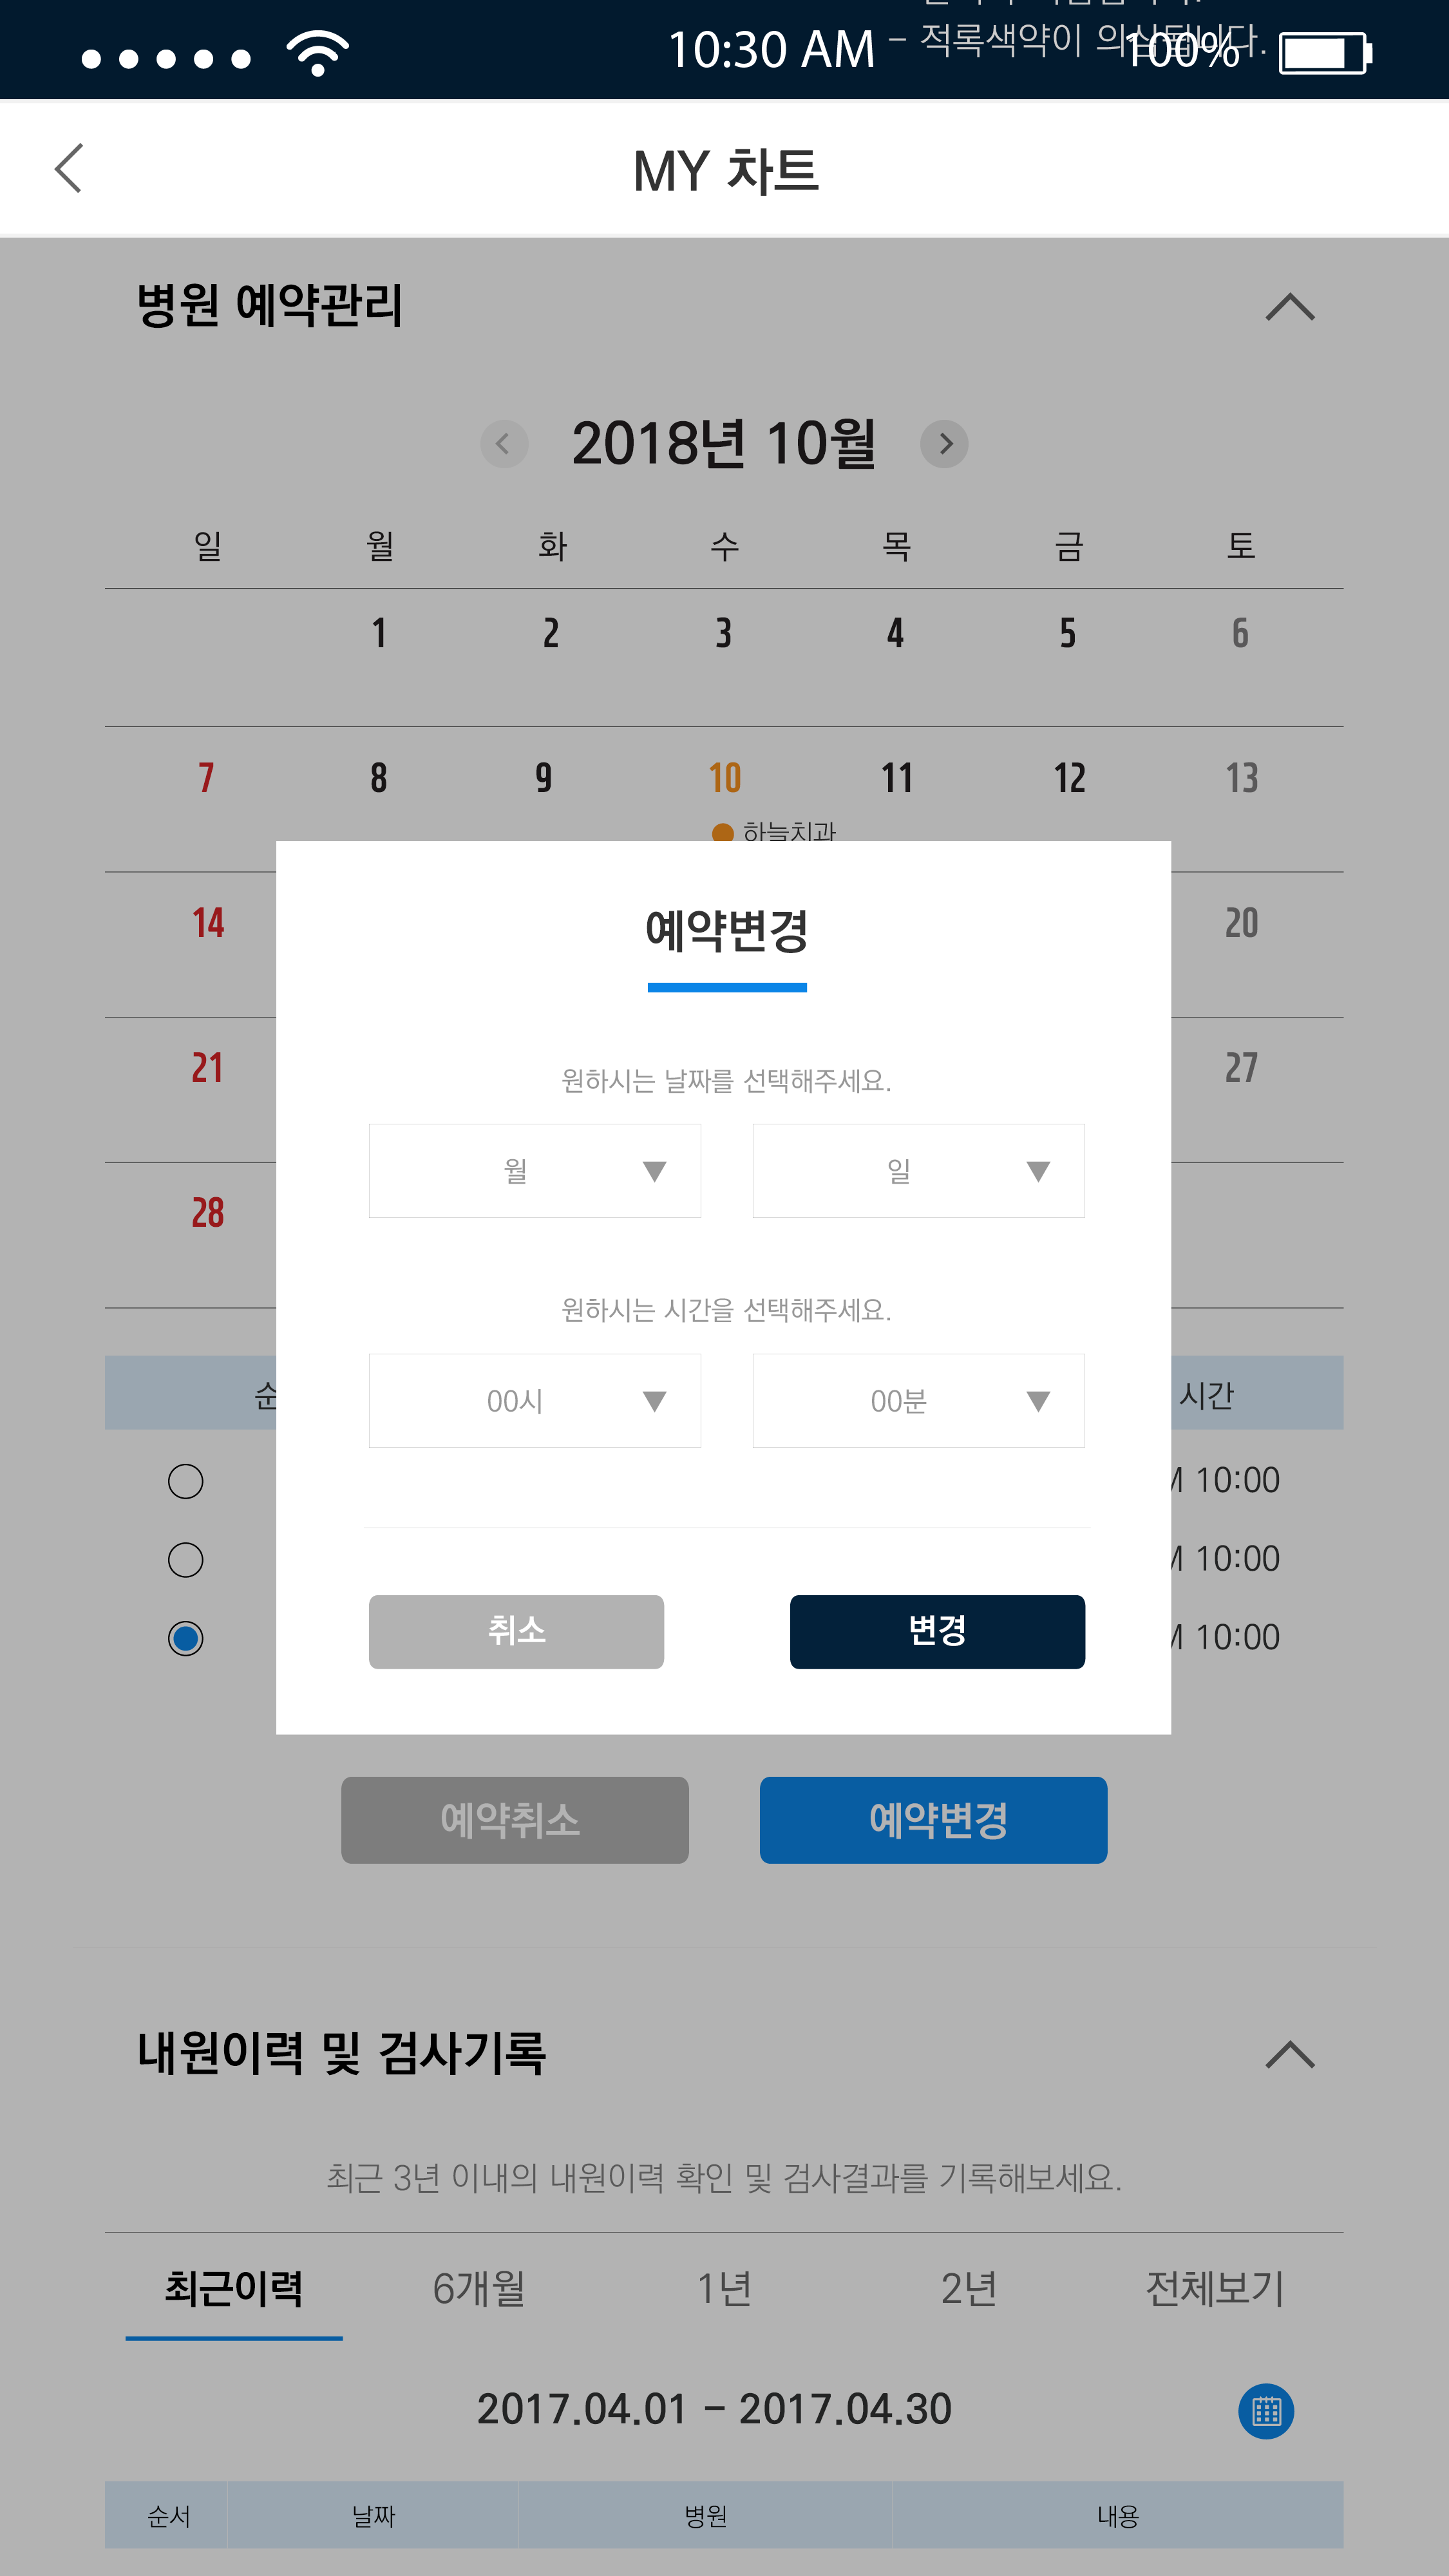 - 적록색약이 의심됩니다.
10:30 AM 100%
MY 차트
병원 예약관리
2018년 10월
일 월 화 수 목 금 토
1 2 3 4 5 6
7 8 9 10 11 12 13
하늘치과
14 20
21 27
28
예약변경
원하시는 날짜를 선택해주세요.
월 일
원하시는 시간을 선택해주세요.
00시 00분
취소 변경
시간
10:00
10:00
10:00
예약취소 예약변경
내원이력 및 검사기록
최근 3년 이내의 내원이력 확인 및 검사결과를 기록해보세요.
최근이력 6개월 1년 2년 전체보기
2017.04.01 - 2017.04.30
순서 날짜 병원 내용